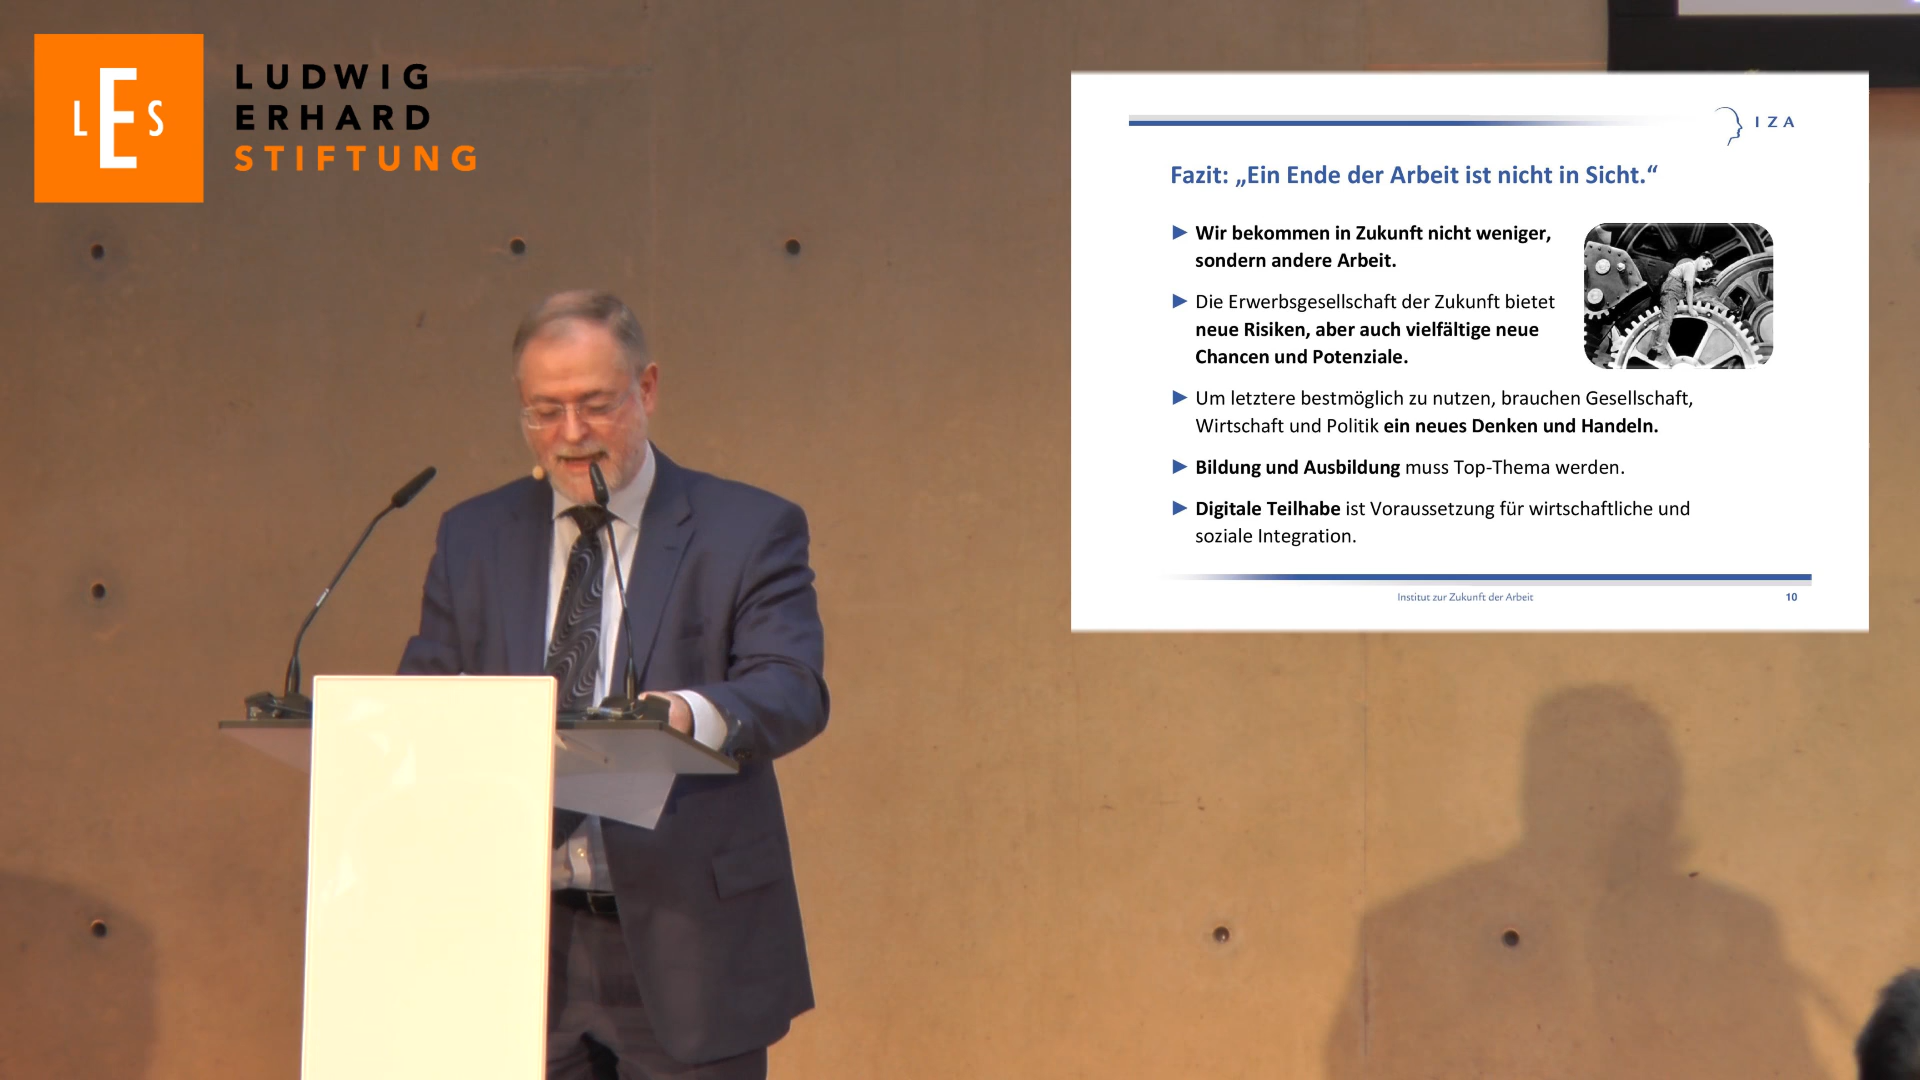 LES
LUDWIG
ERHARD
STIFTUNG
IZA
Fazit: „Ein Ende der Arbeit ist nicht in Sicht.“
► Wir bekommen in Zukunft nicht weniger,
sondern andere Arbeit.
► Die Erwerbsgesellschaft der Zukunft bietet
neue Risiken, aber auch vielfältige neue
Chancen und Potenziale.
► Um letztere bestmöglich zu nutzen, brauchen Gesellschaft,
Wirtschaft und Politik ein neues Denken und Handeln.
► Bildung und Ausbildung muss Top-Thema werden.
► Digitale Teilhabe ist Voraussetzung für wirtschaftliche und
soziale Integration.
Institut zur Zukunft der Arbeit 10